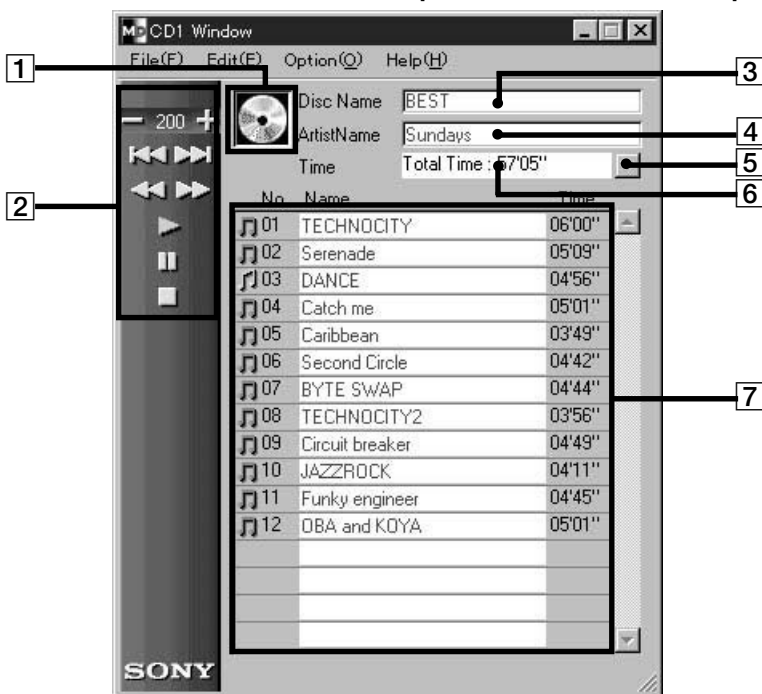 MD CD1 Window
File(F) Edit(E) Option(O) Help(H)
1
3
Disc Name BEST
200
ArtistName Sundays
4
Time Total Time : 57'05''
5
6
2
No. Name Time
01 TECHNOCITY 06'00''
02 Serenade 05'09''
03 DANCE 04'56''
04 Catch me 05'01''
05 Caribbean 03'49''
06 Second Circle 04'42''
07 BYTE SWAP 04'44''
7
08 TECHNOCITY2 03'56''
09 Circuit breaker 04'49''
10 JAZZROCK 04'11''
11 Funky engineer 04'45''
12 OBA and KOYA 05'01''
SONY